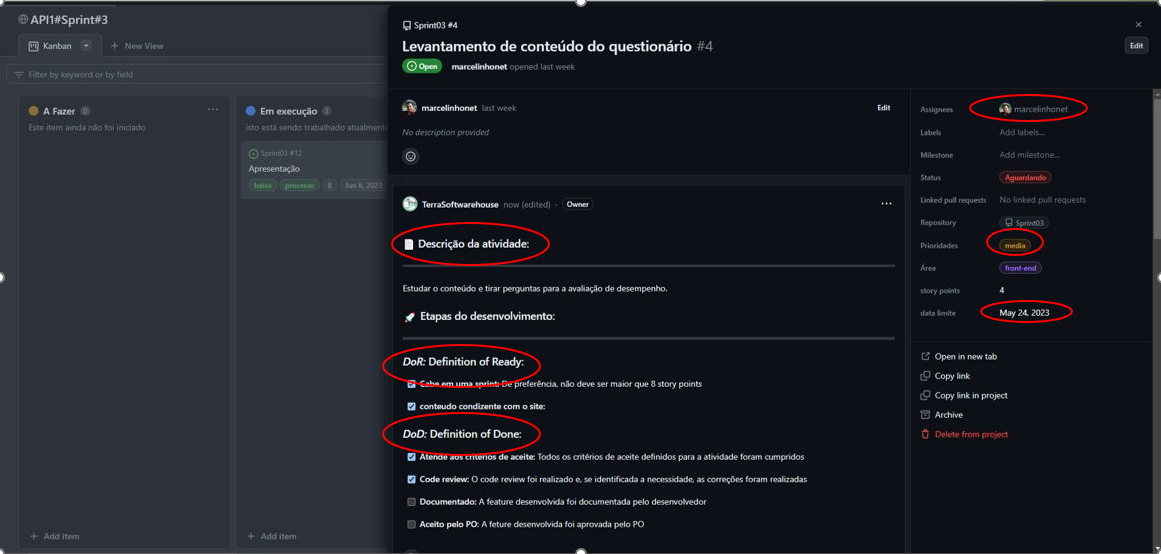 API1#Sprint#3
Kanban
New View
Filter by keyword or by field
A Fazer 0
Este item ainda não foi iniciado
Add item
Em execução 1
isto está sendo trabalhado atualmente
Sprint03 #12
Apresentação
baixa processo 8 Jun 6, 2023
Add item
Sprint03 #4
Levantamento de conteúdo do questionário #4
Edit
Open marcelinhonet opened last week
marcelinhonet last week
Edit
No description provided
TerraSoftwarehouse now (edited) · Owner
Descrição da atividade:
Estudar o conteúdo e tirar perguntas para a avaliação de desempenho.
Etapas do desenvolvimento:
DoR: Definition of Ready:
Cabe em uma sprint: De preferência, não deve ser maior que 8 story points
conteudo condizente com o site:
DoD: Definition of Done:
Atende aos critérios de aceite: Todos os critérios de aceite definidos para a atividade foram cumpridos
Code review: O code review foi realizado e, se identificada a necessidade, as correções foram realizadas
Documentado: A feature desenvolvida foi documentada pelo desenvolvedor
Aceito pelo PO: A feture desenvolvida foi aprovada pelo PO
Assignees marcelinhonet
Labels Add labels...
Milestone Add milestone...
Status Aguardando
Linked pull requests No linked pull requests
Repository Sprint03
Prioridades media
Área front-end
story points 4
data limite May 24, 2023
Open in new tab
Copy link
Copy link in project
Archive
Delete from project